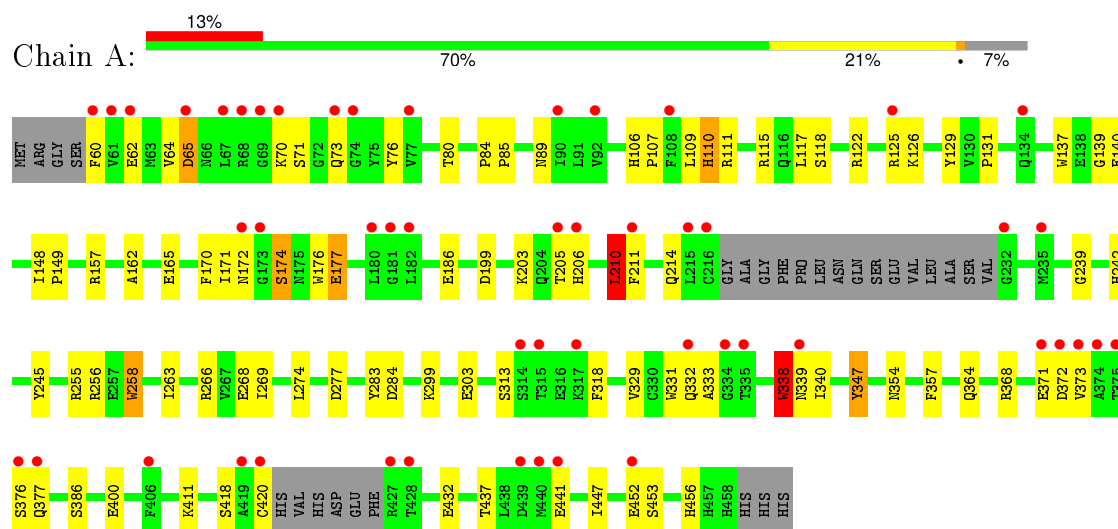 13%
Chain A:
70% 21% • 7%
MET ARG GLY SER F60 V61 E62 M63 V64 D65 N66 I67 R68 G69 K70 S71 G72 Q73 G74 Y75 Y76 V77 T80 P84 P85 N89 I90 L91 V92 H106 P107 F108 L109 H110 R111 R115 Q116 L117 S118 R122 R125 K126 Y129 V130 P131 Q134 W137 E138 G139
I148 P149 R157 A162 E165 F170 I171 N172 G173 S174 N175 W176 E177 L180 G181 L182 E186 D199 K203 Q204 T205 H206 L210 F211 Q214 L215 C216 GLY ALA GLY PHE PRO LEU ASN GLN SER GLU VAL LEU ALA SER VAL G232 M235 G239 H242
Y245 R255 R256 E257 W258 I263 R266 V267 E268 I269 L274 D277 Y283 D284 K299 E303 S313 S314 T315 E316 K317 F318 V329 C330 W331 Q332 A333 G334 T335 W338 N339 I340 Y347 N354 F357 Q364 R368 E371 D372 V373 A374 T375
S376 Q377 S386 E400 F406 K411 S418 A419 C420 HIS VAL HIS ASP GLU PHE R427 T428 E432 T437 L438 D439 M440 E441 I447 E452 S453 H456 H457 H458 HIS HIS HIS